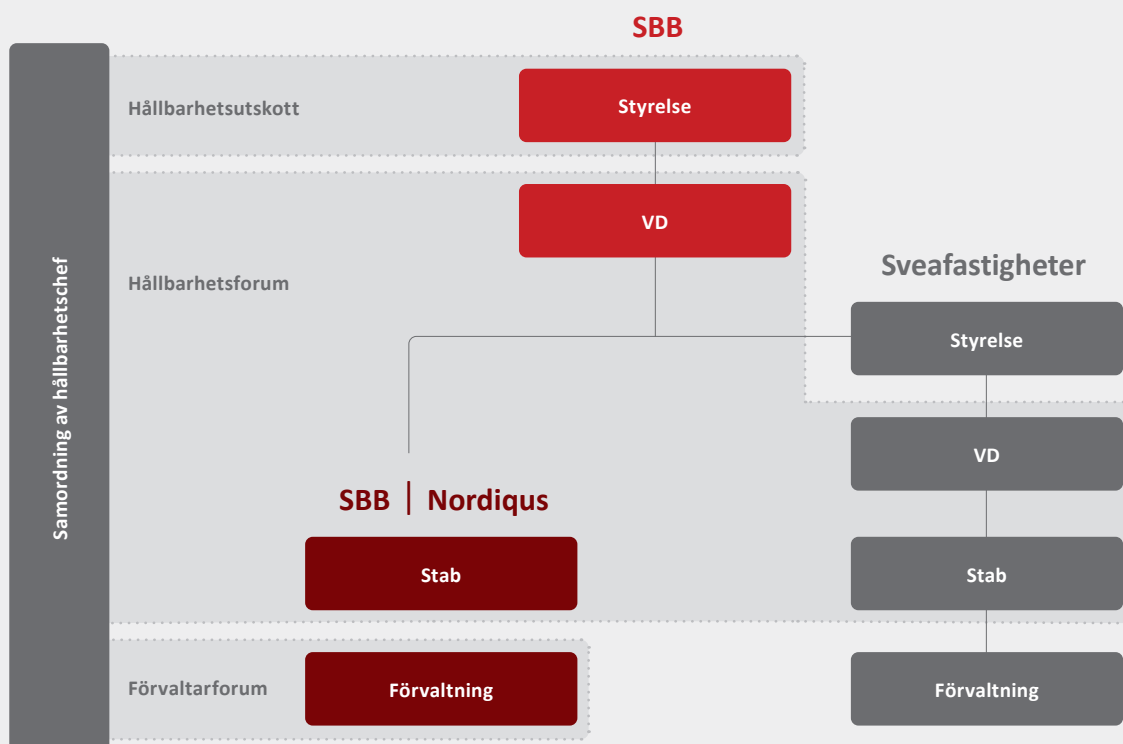 SBB
Hållbarhetsutskott
Styrelse
VD
Hållbarhetsforum
Sveafastigheter
Styrelse
VD
Samordning av hållbarhetschef
SBB | Nordiqus
Stab
Stab
Förvaltarforum
Förvaltning
Förvaltning